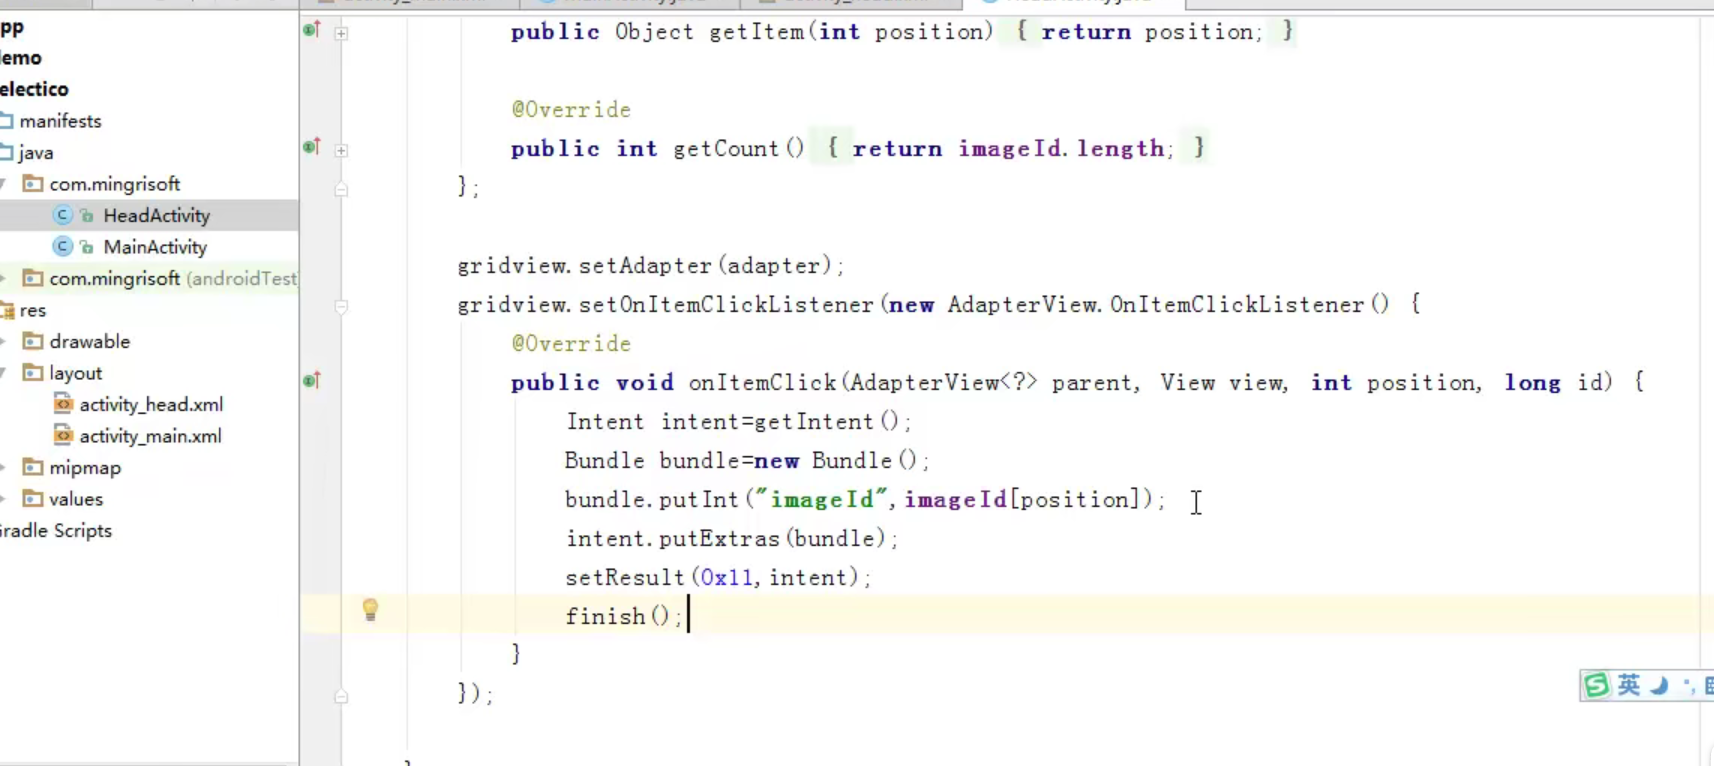 pp
demo
electico
manifests
java
com.mingrisoft
HeadActivity
MainActivity
com.mingrisoft (androidTest)
res
drawable
layout
activity_head.xml
activity_main.xml
mipmap
values
Gradle Scripts
public Object getItem(int position) { return position; }
@Override
public int getCount() { return imageId.length; }
};
gridview.setAdapter(adapter);
gridview.setOnItemClickListener(new AdapterView.OnItemClickListener() {
@Override
public void onItemClick(AdapterView<?> parent, View view, int position, long id) {
Intent intent=getIntent();
Bundle bundle=new Bundle();
bundle.putInt("imageId",imageId[position]);
intent.putExtras(bundle);
setResult(0x11,intent);
finish();
}
});
英